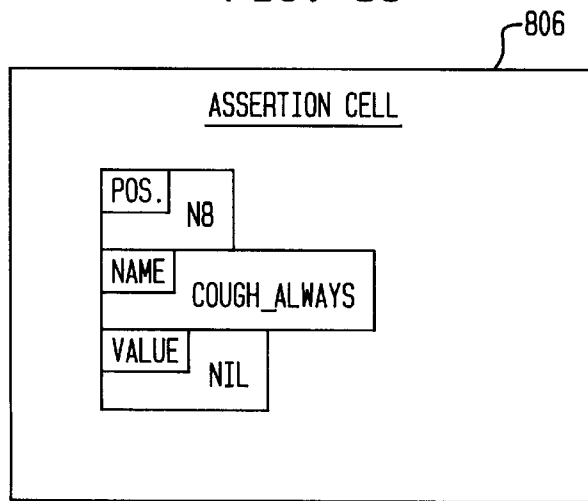 806
ASSERTION CELL
POS.
N8
NAME
COUGH_ALWAYS
VALUE
NIL